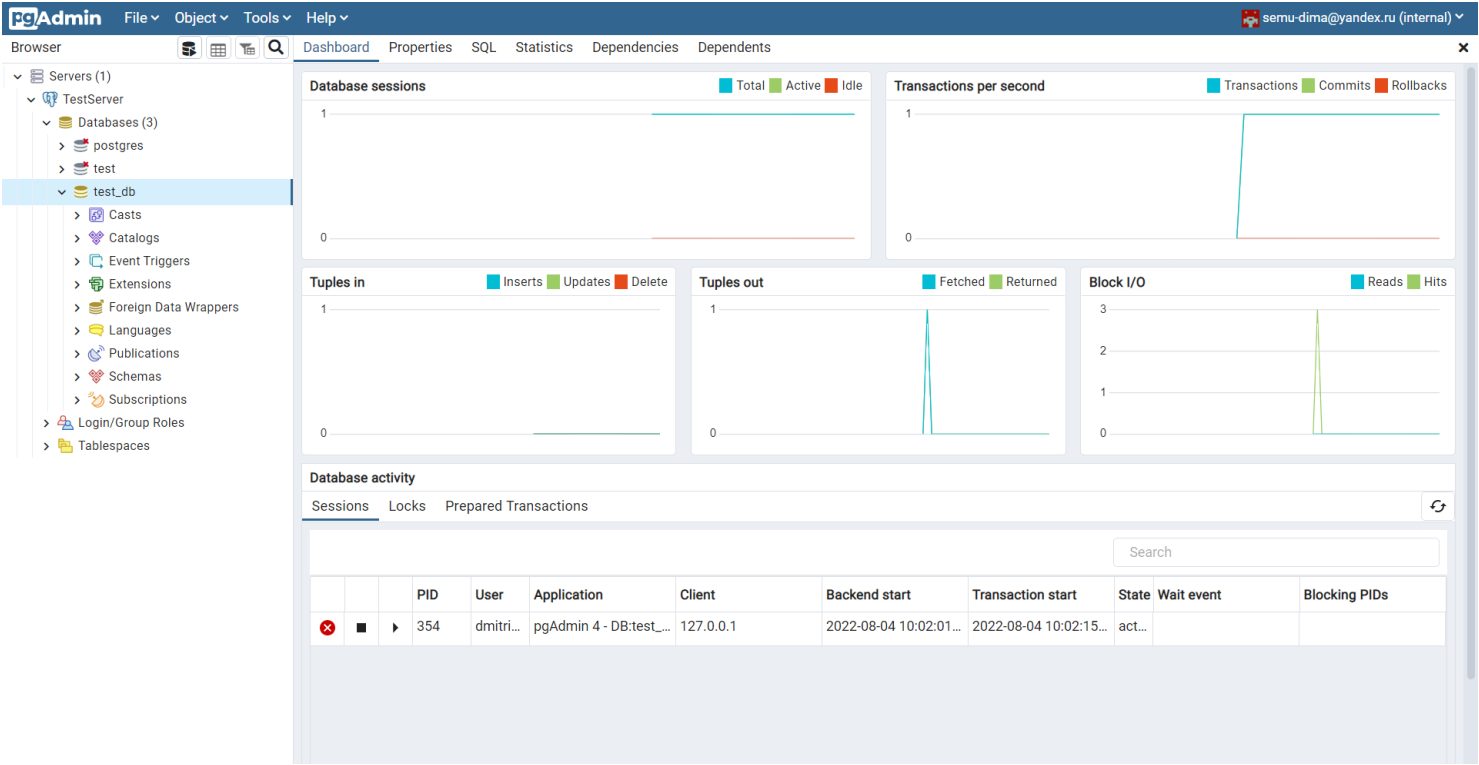 pgAdmin File Object Tools Help semu-dima@yandex.ru (internal)
Browser
Dashboard Properties SQL Statistics Dependencies Dependents
Servers (1)
TestServer
Databases (3)
postgres
test
test_db
Casts
Catalogs
Event Triggers
Extensions
Foreign Data Wrappers
Languages
Publications
Schemas
Subscriptions
Login/Group Roles
Tablespaces
Database sessions Total Active Idle
1
0
Transactions per second Transactions Commits Rollbacks
1
0
Tuples in Inserts Updates Delete
1
0
Tuples out Fetched Returned
1
0
Block I/O Reads Hits
3
2
1
0
Database activity
Sessions Locks Prepared Transactions
Search
PID User Application Client Backend start Transaction start State Wait event Blocking PIDs
354 dmitri... pgAdmin 4 - DB:test_... 127.0.0.1 2022-08-04 10:02:01... 2022-08-04 10:02:15... act...